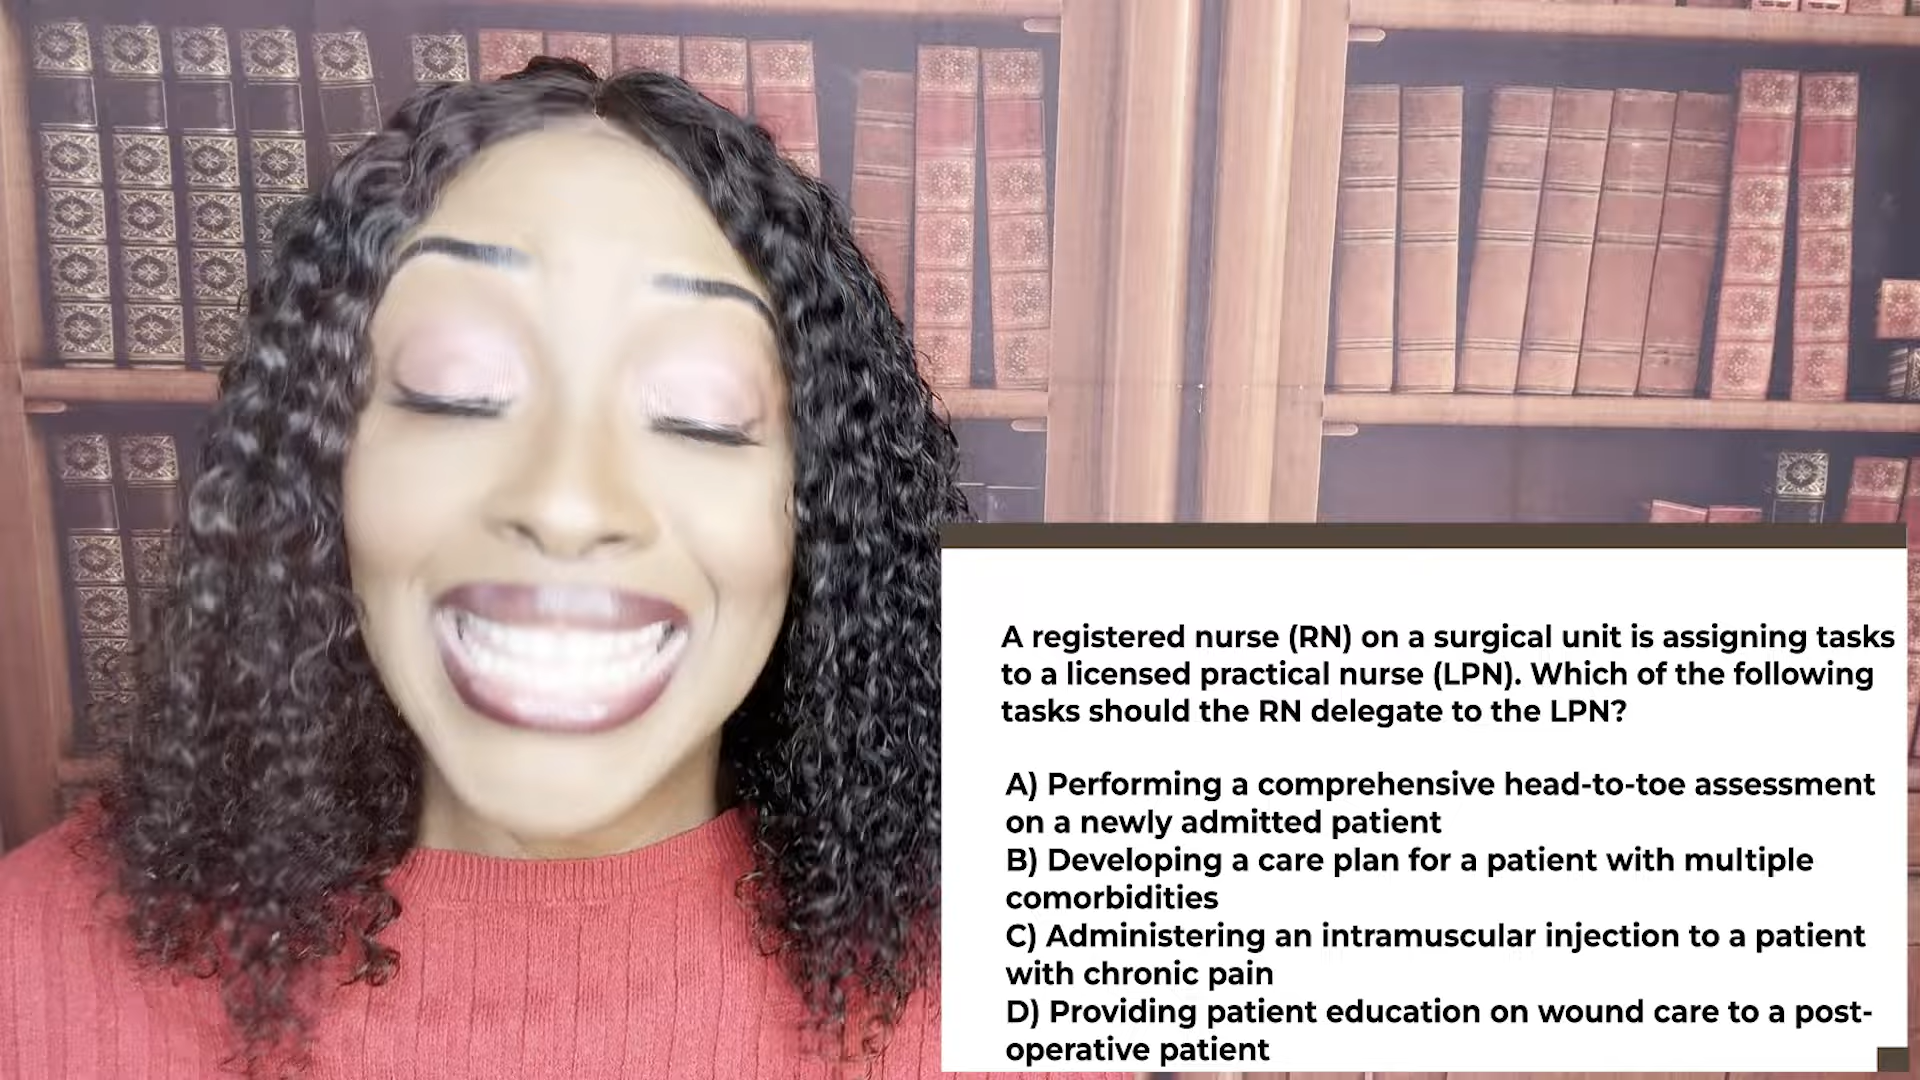 A registered nurse (RN) on a surgical unit is assigning tasks
to a licensed practical nurse (LPN). Which of the following
tasks should the RN delegate to the LPN?
A) Performing a comprehensive head-to-toe assessment
on a newly admitted patient
B) Developing a care plan for a patient with multiple
comorbidities
C) Administering an intramuscular injection to a patient
with chronic pain
D) Providing patient education on wound care to a post-
operative patient